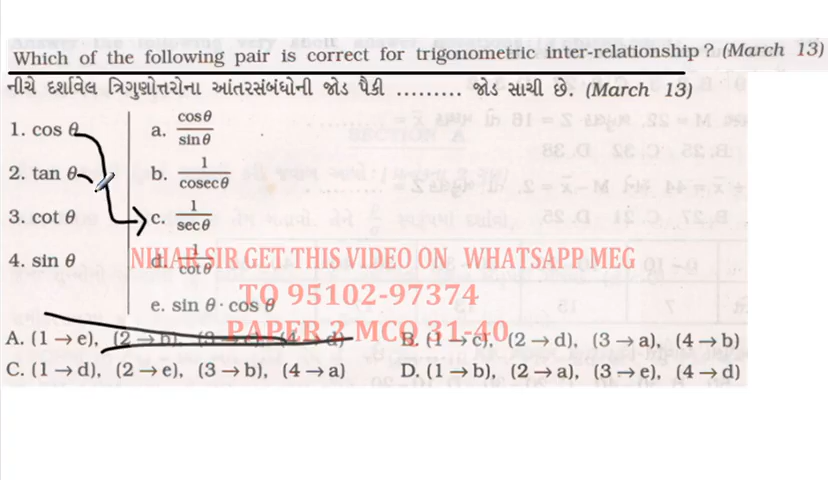 Which of the following pair is correct for trigonometric inter-relationship ? (March 13)
નીચે દર્શાવેલ ત્રિગુણોત્તરોના આંતરસંબંધોની જોડ પૈકી ......... જોડ સાચી છે. (March 13)
1. cos θ a. cosθ/sinθ
2. tan θ b. 1/cosecθ
3. cot θ c. 1/secθ
4. sin θ d. 1/cotθ
NIHAR SIR GET THIS VIDEO ON WHATSAPP MEG
TO 95102-97374
e. sin θ · cos θ
PAPER 2 MCQ 31-40
A. (1 → e), (2 → b), (3 → c), (4 → d) B. (1 → c), (2 → d), (3 → a), (4 → b)
C. (1 → d), (2 → e), (3 → b), (4 → a) D. (1 → b), (2 → a), (3 → e), (4 → d)